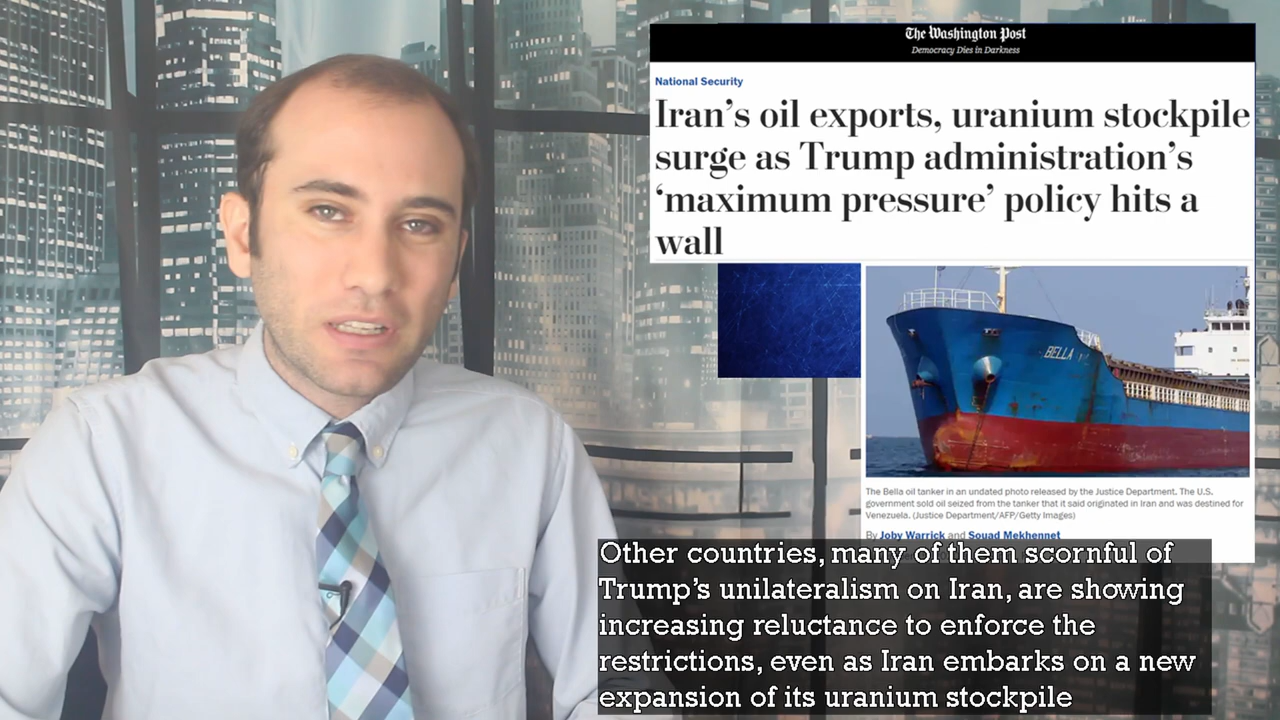 The Washington Post
Democracy Dies in Darkness
National Security
Iran's oil exports, uranium stockpile
surge as Trump administration's
‘maximum pressure’ policy hits a
wall
BELLA
The Bella oil tanker in an undated photo released by the Justice Department. The U.S.
government sold oil seized from the tanker that it said originated in Iran and was destined for
Venezuela. (Justice Department/AFP/Getty Images)
By Joby Warrick and Souad Mekhennet
Other countries, many of them scornful of
Trump's unilateralism on Iran, are showing
increasing reluctance to enforce the
restrictions, even as Iran embarks on a new
expansion of its uranium stockpile